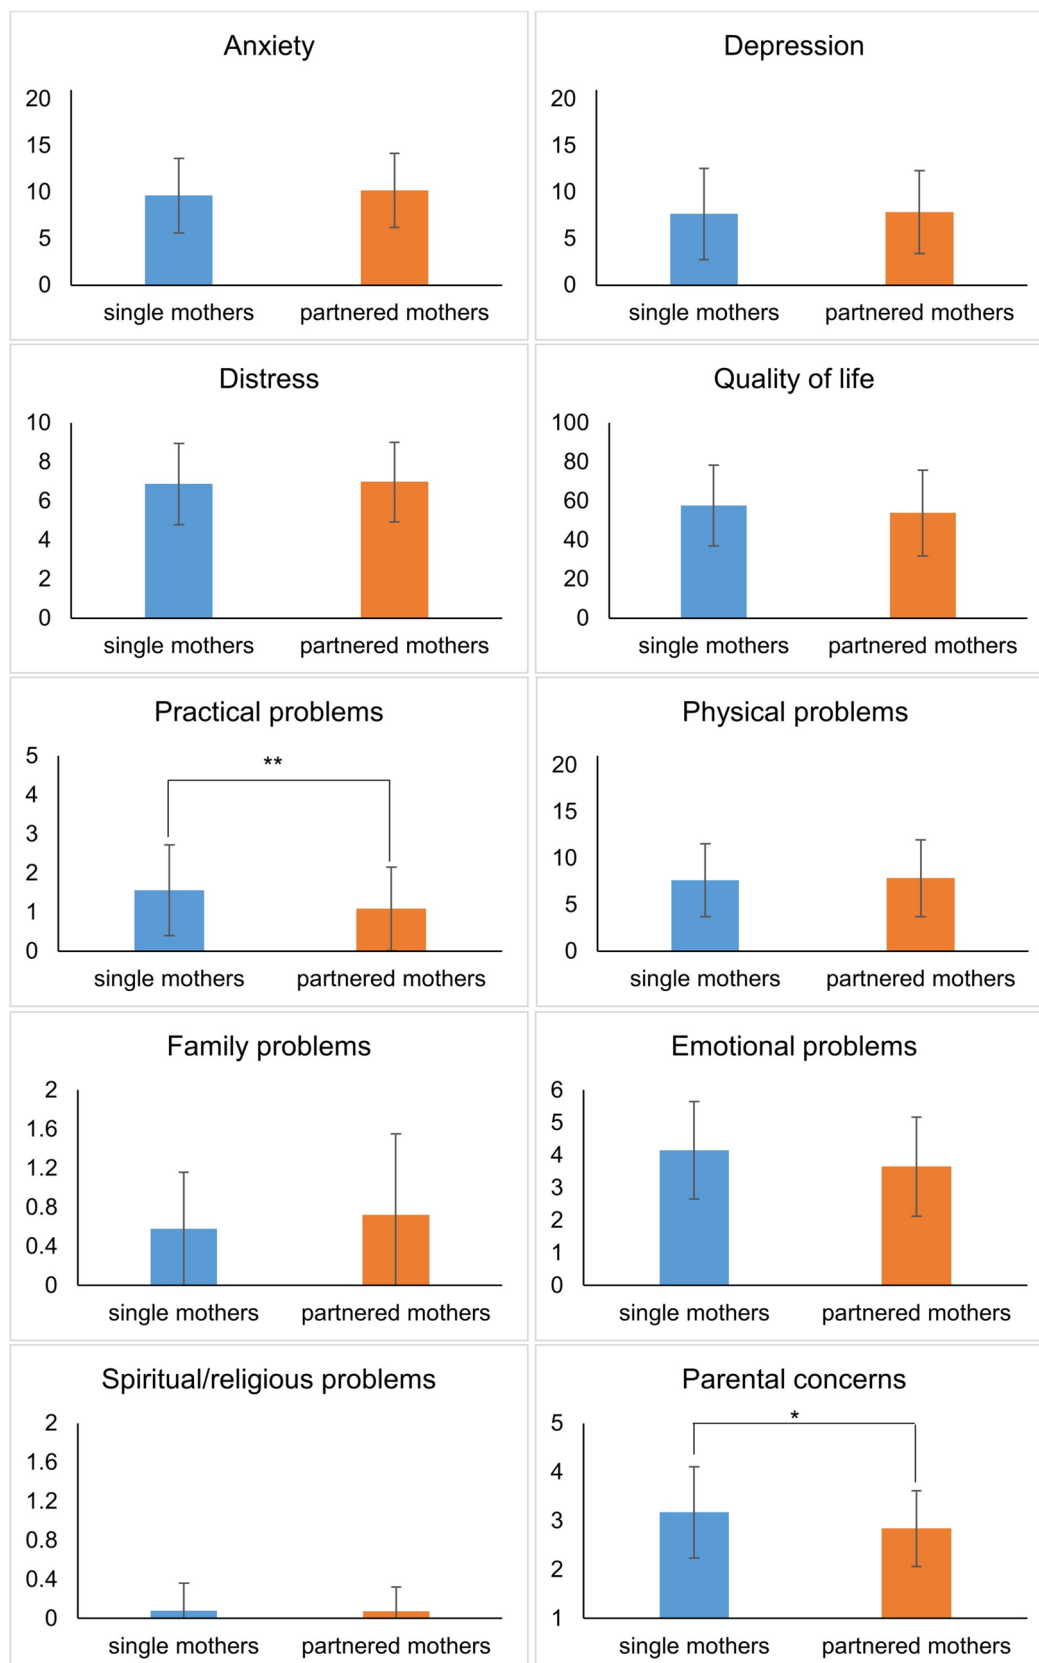 Anxiety
20
15
10
5
0
single mothers partnered mothers
Depression
20
15
10
5
0
single mothers partnered mothers
Distress
10
8
6
4
2
0
single mothers partnered mothers
Quality of life
100
80
60
40
20
0
single mothers partnered mothers
Practical problems
5
**
4
3
2
1
0
single mothers partnered mothers
Physical problems
20
15
10
5
0
single mothers partnered mothers
Family problems
2
1.6
1.2
0.8
0.4
0
single mothers partnered mothers
Emotional problems
6
5
4
3
2
1
0
single mothers partnered mothers
Spiritual/religious problems
2
1.6
1.2
0.8
0.4
0
single mothers partnered mothers
Parental concerns
*
5
4
3
2
1
single mothers partnered mothers